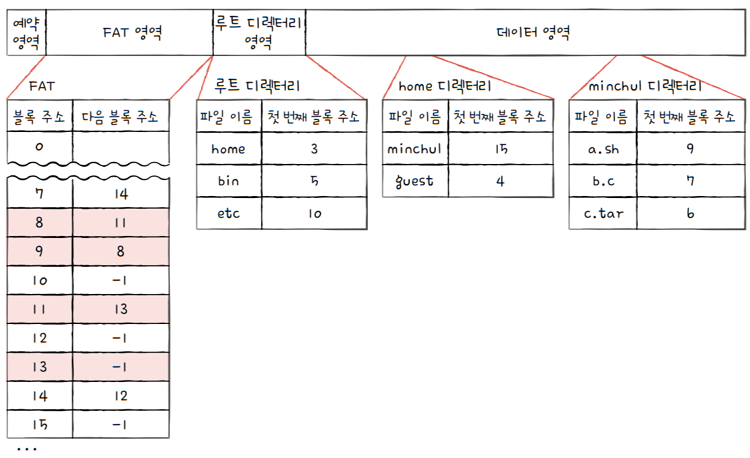 예약 영역
FAT 영역
루트 디렉터리 영역
데이터 영역
FAT
블록 주소 다음 블록 주소
0
7 14
8 11
9 8
10 -1
11 13
12 -1
13 -1
14 12
15 -1
...
루트 디렉터리
파일 이름 첫 번째 블록 주소
home 3
bin 5
etc 10
home 디렉터리
파일 이름 첫 번째 블록 주소
minchul 15
guest 4
minchul 디렉터리
파일 이름 첫 번째 블록 주소
a.sh 9
b.c 7
c.tar 6